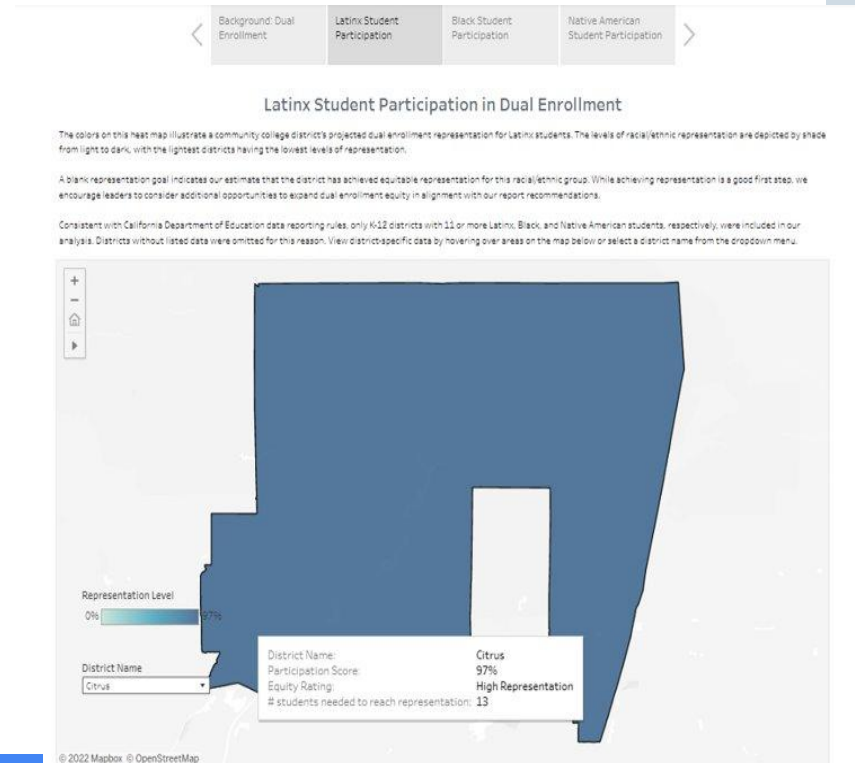 Background: Dual
Enrollment
Latinx Student
Participation
Black Student
Participation
Native American
Student Participation
Latinx Student Participation in Dual Enrollment
The colors on this heat map illustrate a community college district's projected dual enrollment representation for Latinx students. The levels of racial/ethnic representation are depicted by shade
from light to dark, with the lightest districts having the lowest levels of representation.
A blank representation goal indicates our estimate that the district has achieved equitable representation for this racial/ethnic group. While achieving representation is a good first step, we
encourage leaders to consider additional opportunities to expand dual enrollment equity in alignment with our report recommendations.
Consistent with California Department of Education data reporting rules, only K-12 districts with 11 or more Latinx, Black, and Native American students, respectively, were included in our
analysis. Districts without listed data were omitted for this reason. View district-specific data by hovering over areas on the map below or select a district name from the dropdown menu.
Representation Level
0% 97%
District Name
Citrus
District Name: Citrus
Participation Score: 97%
Equity Rating: High Representation
# students needed to reach representation: 13
© 2022 Mapbox © OpenStreetMap